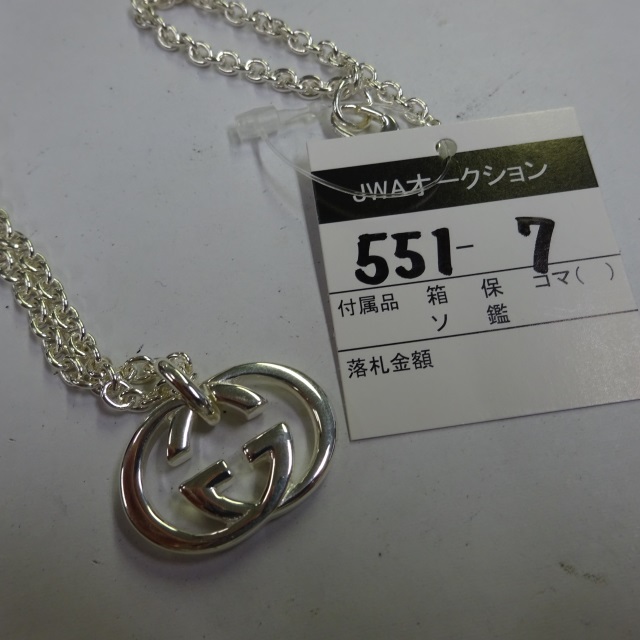 JWAオークション
551-7
付属品 箱 保 コマ( )
ソ 鑑
落札金額